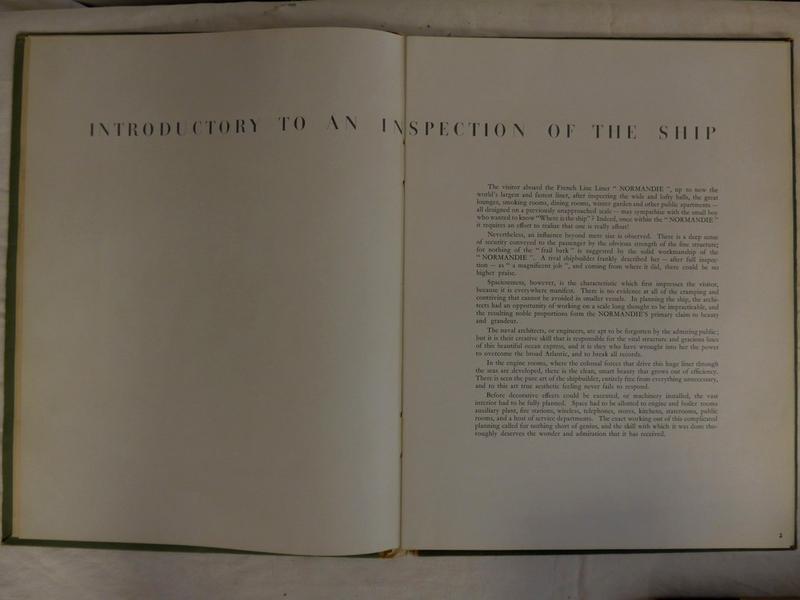 INTRODUCTORY TO AN INSPECTION OF THE SHIP
The visitor aboard the French Line Liner " NORMANDIE ", up to now the
world's largest and fastest liner, after inspecting the wide and lofty halls, the great
lounges, smoking rooms, dining rooms, winter garden and other public apartments —
all designed on a previously unapproached scale — may sympathise with the small boy
who wanted to know "Where is the ship" ? Indeed, once within the " NORMANDIE "
it requires an effort to realize that one is really afloat!
Nevertheless, an influence beyond mere size is observed. There is a deep sense
of security conveyed to the passenger by the obvious strength of the fine structure;
for nothing of the " frail bark " is suggested by the solid workmanship of the
" NORMANDIE ". A rival shipbuilder frankly described her — after full inspec-
tion — as " a magnificent job ", and coming from where it did, there could be no
higher praise.
Spaciousness, however, is the characteristic which first impresses the visitor,
because it is everywhere manifest. There is no evidence at all of the cramping and
contriving that cannot be avoided in smaller vessels. In planning the ship, the archi-
tects had an opportunity of working on a scale long thought to be impracticable, and
the resulting noble proportions form the NORMANDIE'S primary claim to beauty
and grandeur.
The naval architects, or engineers, are apt to be forgotten by the admiring public;
but it is their creative skill that is responsible for the vital structure and gracious lines
of this beautiful ocean express, and it is they who have wrought into her the power
to overcome the broad Atlantic, and to break all records.
In the engine rooms, where the colossal forces that drive this huge liner through
the seas are developed, there is the clean, smart beauty that grows out of efficiency.
There is seen the pure art of the shipbuilder, entirely free from everything unnecessary,
and to this art true aesthetic feeling never fails to respond.
Before decorative effects could be executed, or machinery installed, the vast
interior had to be fully planned. Space had to be allotted to engine and boiler rooms
auxiliary plant, fire stations, wireless, telephones, stores, kitchens, staterooms, public
rooms, and a host of service departments. The exact working out of this complicated
planning called for nothing short of genius, and the skill with which it was done tho-
roughly deserves the wonder and admiration that it has received.